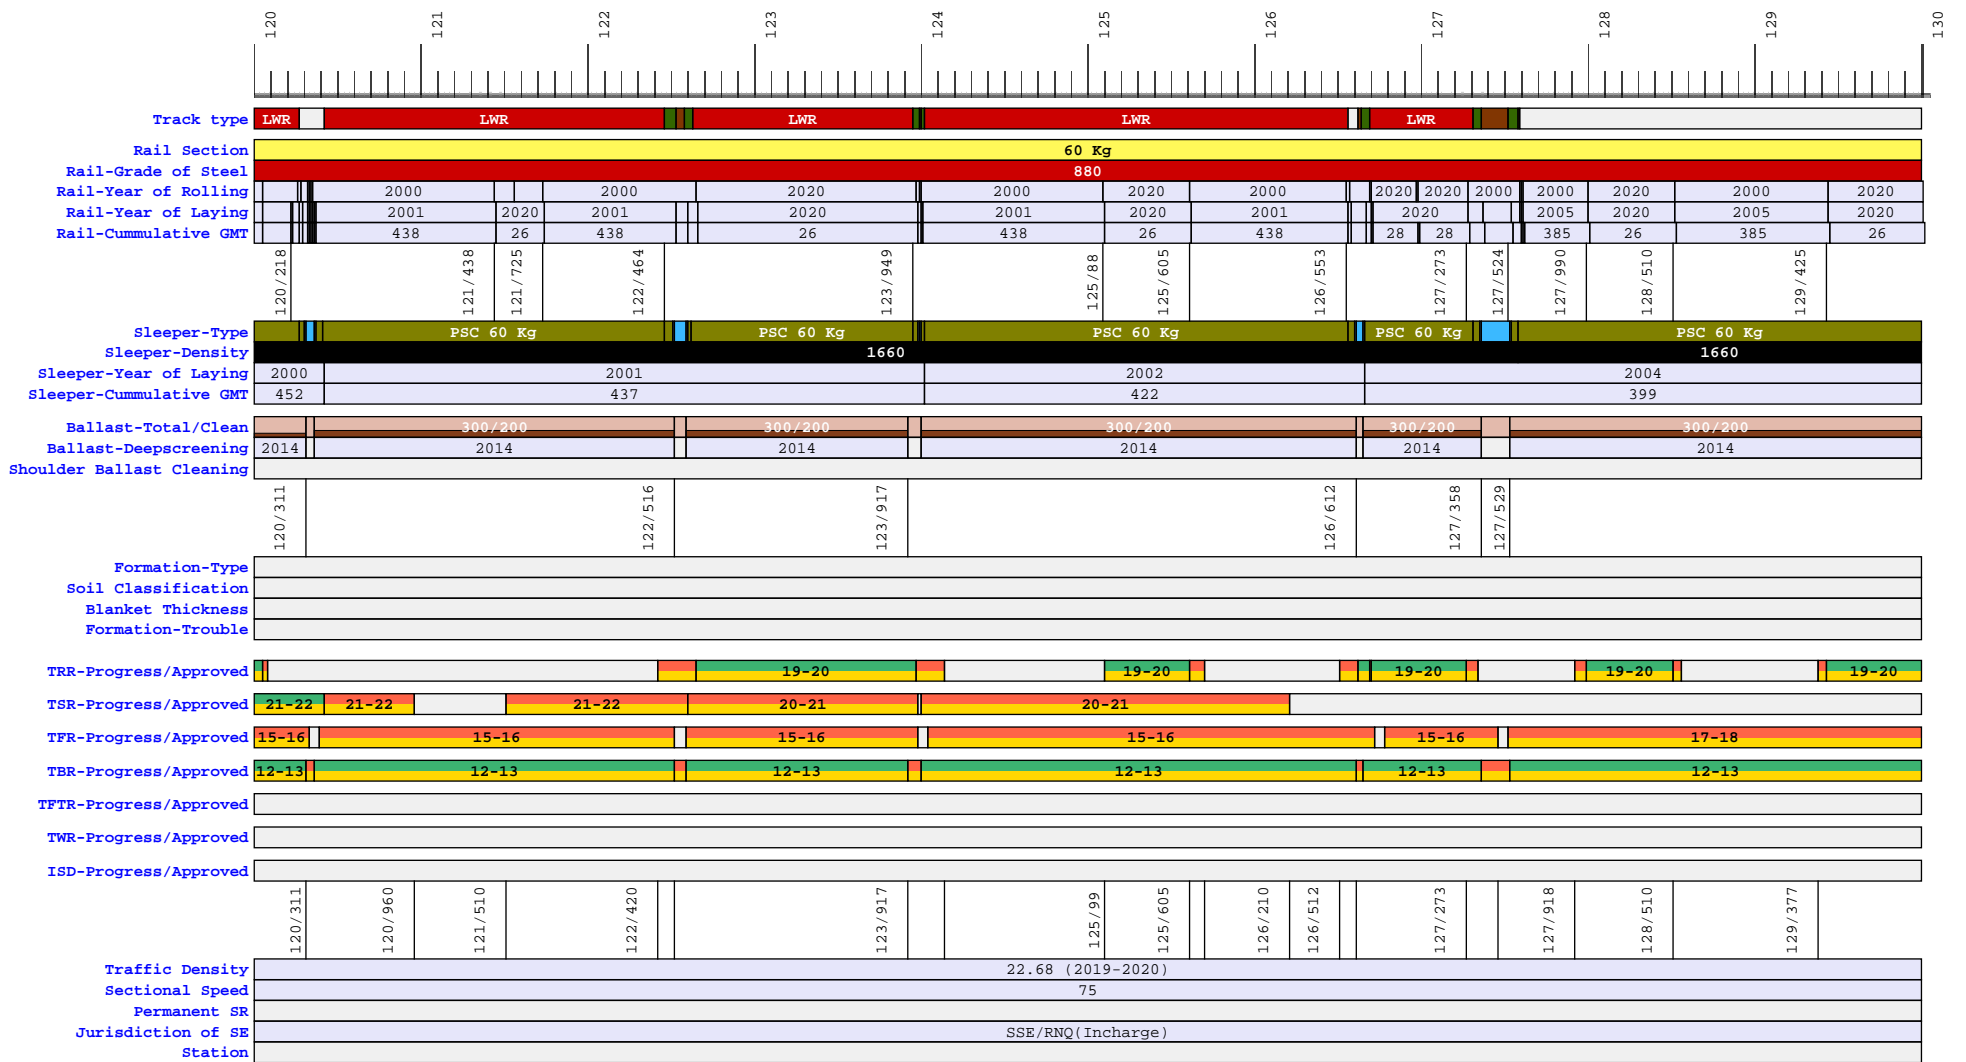 120 121 122 123 124 125 126 127 128 129 130
Track type LWR LWR LWR LWR LWR
Rail Section 60 Kg
Rail-Grade of Steel 880
Rail-Year of Rolling 2000 2000 2020 2000 2020 2000 2020 2020 2000 2000 2020 2000 2020
Rail-Year of Laying 2001 2020 2001 2020 2001 2020 2001 2020 2005 2020 2005 2020
Rail-Cummulative GMT 438 26 438 26 438 26 438 28 28 385 26 385 26
120/218 121/438 121/725 122/464 123/949 125/88 125/605 126/553 127/273 127/524 127/990 128/510 129/425
Sleeper-Type PSC 60 Kg PSC 60 Kg PSC 60 Kg PSC 60 Kg PSC 60 Kg
Sleeper-Density 1660 1660
Sleeper-Year of Laying 2000 2001 2002 2004
Sleeper-Cummulative GMT 452 437 422 399
Ballast-Total/Clean 300/200 300/200 300/200 300/200 300/200
Ballast-Deepscreening 2014 2014 2014 2014 2014 2014
Shoulder Ballast Cleaning
120/311 122/516 123/917 126/612 127/358 127/529
Formation-Type
Soil Classification
Blanket Thickness
Formation-Trouble
TRR-Progress/Approved 19-20 19-20 19-20 19-20 19-20
TSR-Progress/Approved 21-22 21-22 21-22 20-21 20-21
TFR-Progress/Approved 15-16 15-16 15-16 15-16 15-16 17-18
TBR-Progress/Approved 12-13 12-13 12-13 12-13 12-13 12-13
TFTR-Progress/Approved
TWR-Progress/Approved
ISD-Progress/Approved
120/311 120/960 121/510 122/420 123/917 125/99 125/605 126/210 126/512 127/273 127/918 128/510 129/377
Traffic Density 22.68 (2019-2020)
Sectional Speed 75
Permanent SR
Jurisdiction of SE SSE/RNQ(Incharge)
Station